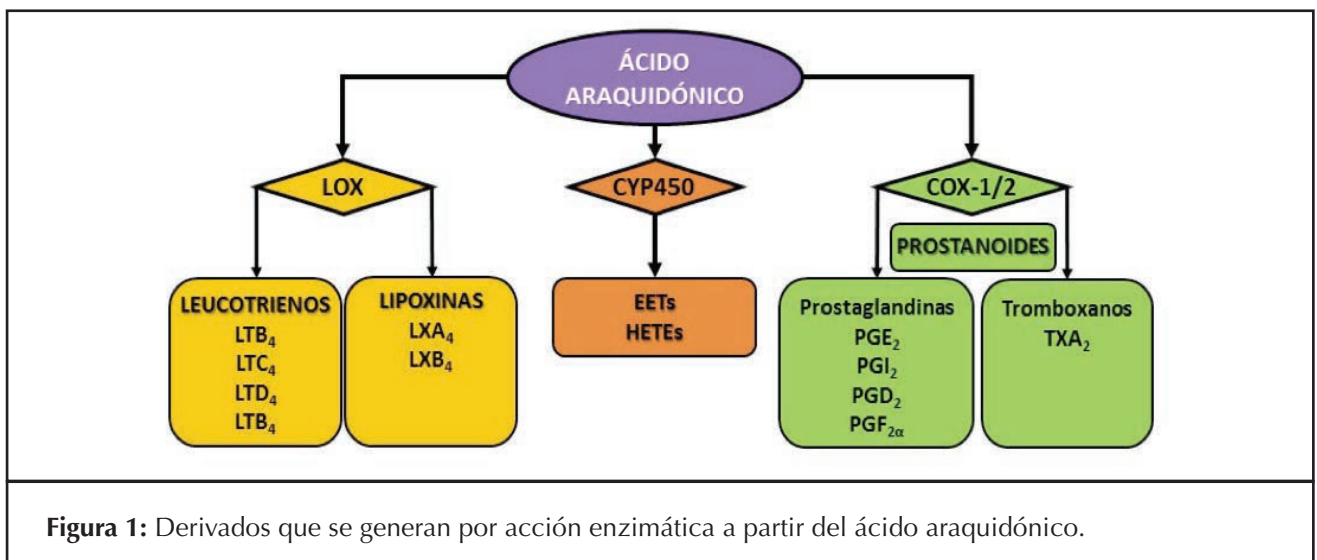 ÁCIDO
ARAQUIDÓNICO
LOX
CYP450
COX-1/2
PROSTANOIDES
LEUCOTRIENOS
LTB₄
LTC₄
LTD₄
LTB₄
LIPOXINAS
LXA₄
LXB₄
EETs
HETEs
Prostaglandinas
PGE₂
PGI₂
PGD₂
PGF₂α
Tromboxanos
TXA₂
Figura 1: Derivados que se generan por acción enzimática a partir del ácido araquidónico.